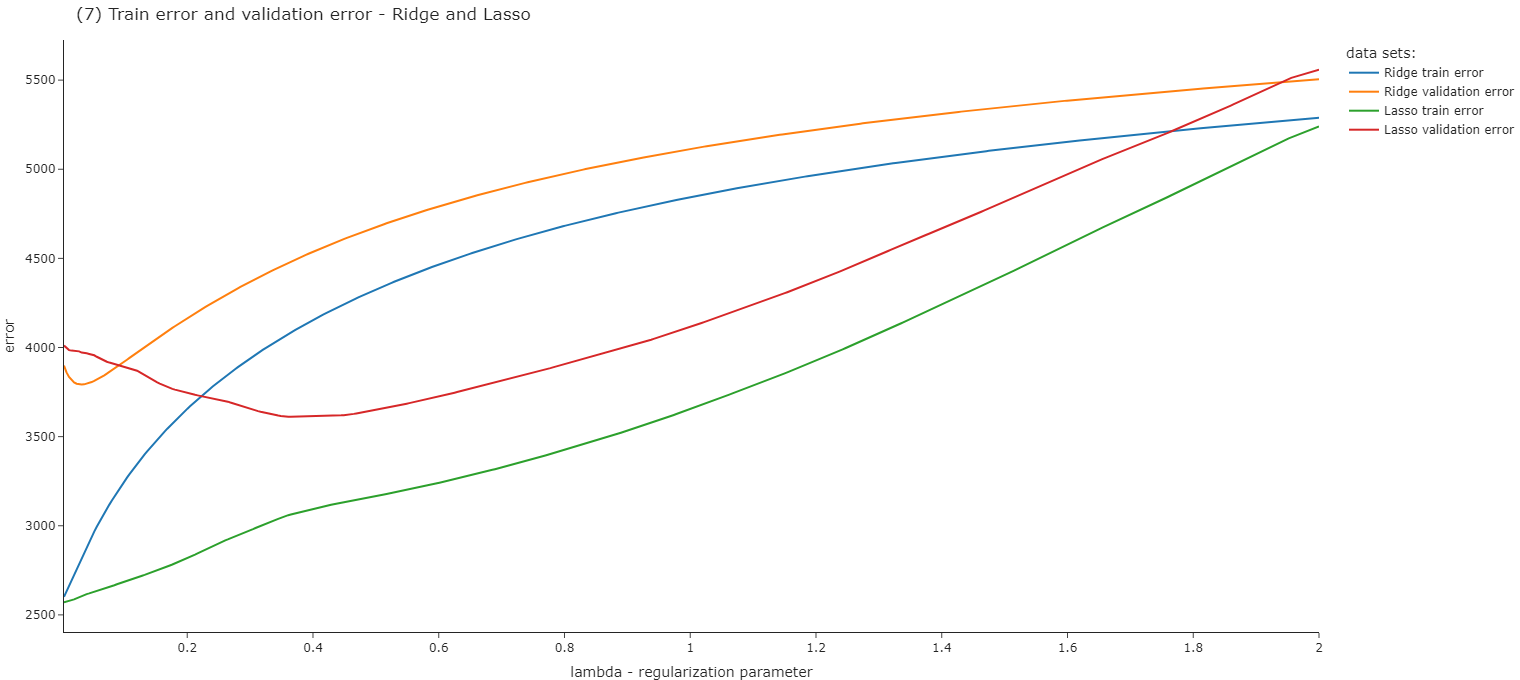 (7) Train error and validation error - Ridge and Lasso
data sets:
Ridge train error
Ridge validation error
Lasso train error
Lasso validation error
error
5500
5000
4500
4000
3500
3000
2500
0.2
0.4
0.6
0.8
1
1.2
1.4
1.6
1.8
2
lambda - regularization parameter